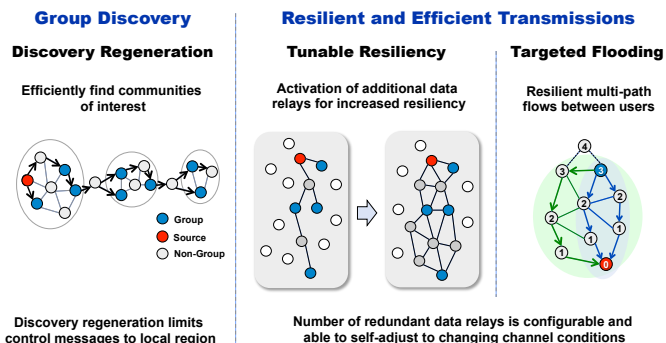 Group Discovery
Resilient and Efficient Transmissions
Discovery Regeneration
Tunable Resiliency
Targeted Flooding
Efficiently find communities
of interest
Activation of additional data
relays for increased resiliency
Resilient multi-path
flows between users
Group
Source
Non-Group
4
3
3
2
2
2
1
1
1
0
Discovery regeneration limits
control messages to local region
Number of redundant data relays is configurable and
able to self-adjust to changing channel conditions